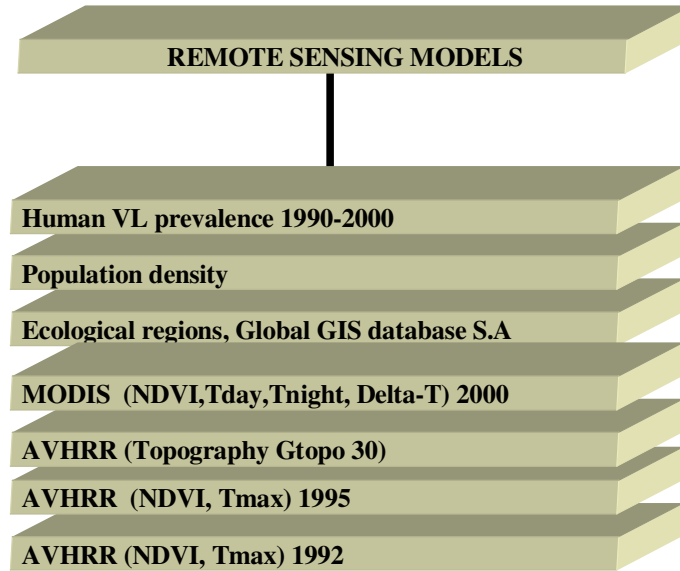 REMOTE SENSING MODELS
Human VL prevalence 1990-2000
Population density
Ecological regions, Global GIS database S.A
MODIS (NDVI,Tday,Tnight, Delta-T) 2000
AVHRR (Topography Gtopo 30)
AVHRR (NDVI, Tmax) 1995
AVHRR (NDVI, Tmax) 1992